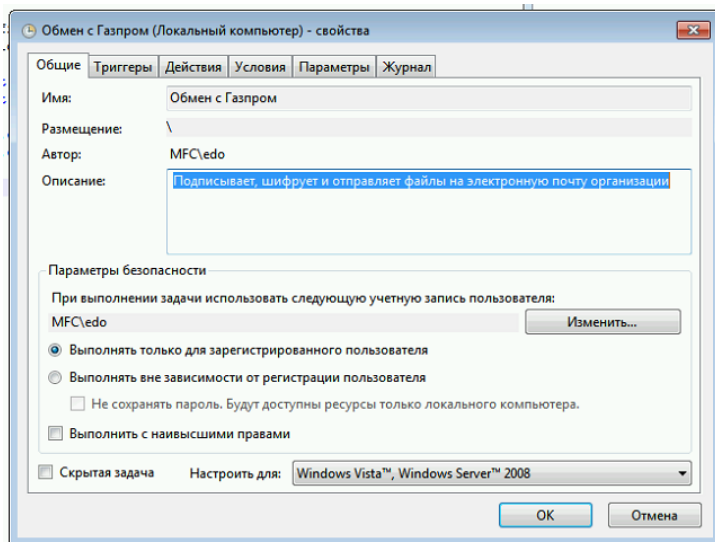 Обмен с Газпром (Локальный компьютер) - свойства
Общие Триггеры Действия Условия Параметры Журнал
Имя: Обмен с Газпром
Размещение: \
Автор: MFC\edo
Описание: Подписывает, шифрует и отправляет файлы на электронную почту организации
Параметры безопасности
При выполнении задачи использовать следующую учетную запись пользователя:
MFC\edo Изменить...
Выполнять только для зарегистрированного пользователя
Выполнять вне зависимости от регистрации пользователя
Не сохранять пароль. Будут доступны ресурсы только локального компьютера.
Выполнить с наивысшими правами
Скрытая задача Настроить для: Windows Vista™, Windows Server™ 2008
ОК Отмена